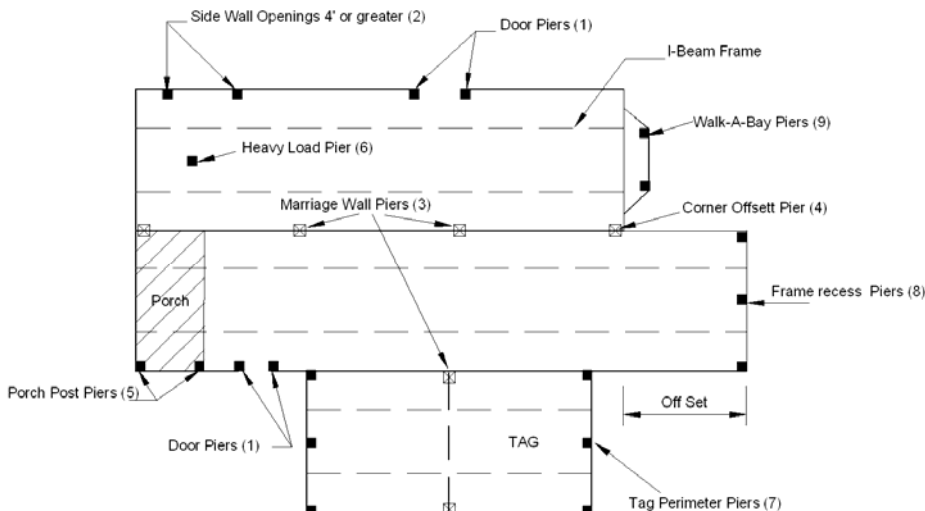 Side Wall Openings 4' or greater (2)
Door Piers (1)
I-Beam Frame
Walk-A-Bay Piers (9)
Heavy Load Pier (6)
Marriage Wall Piers (3)
Corner Offsett Pier (4)
Porch
Frame recess Piers (8)
Porch Post Piers (5)
Off Set
Door Piers (1)
TAG
Tag Perimeter Piers (7)